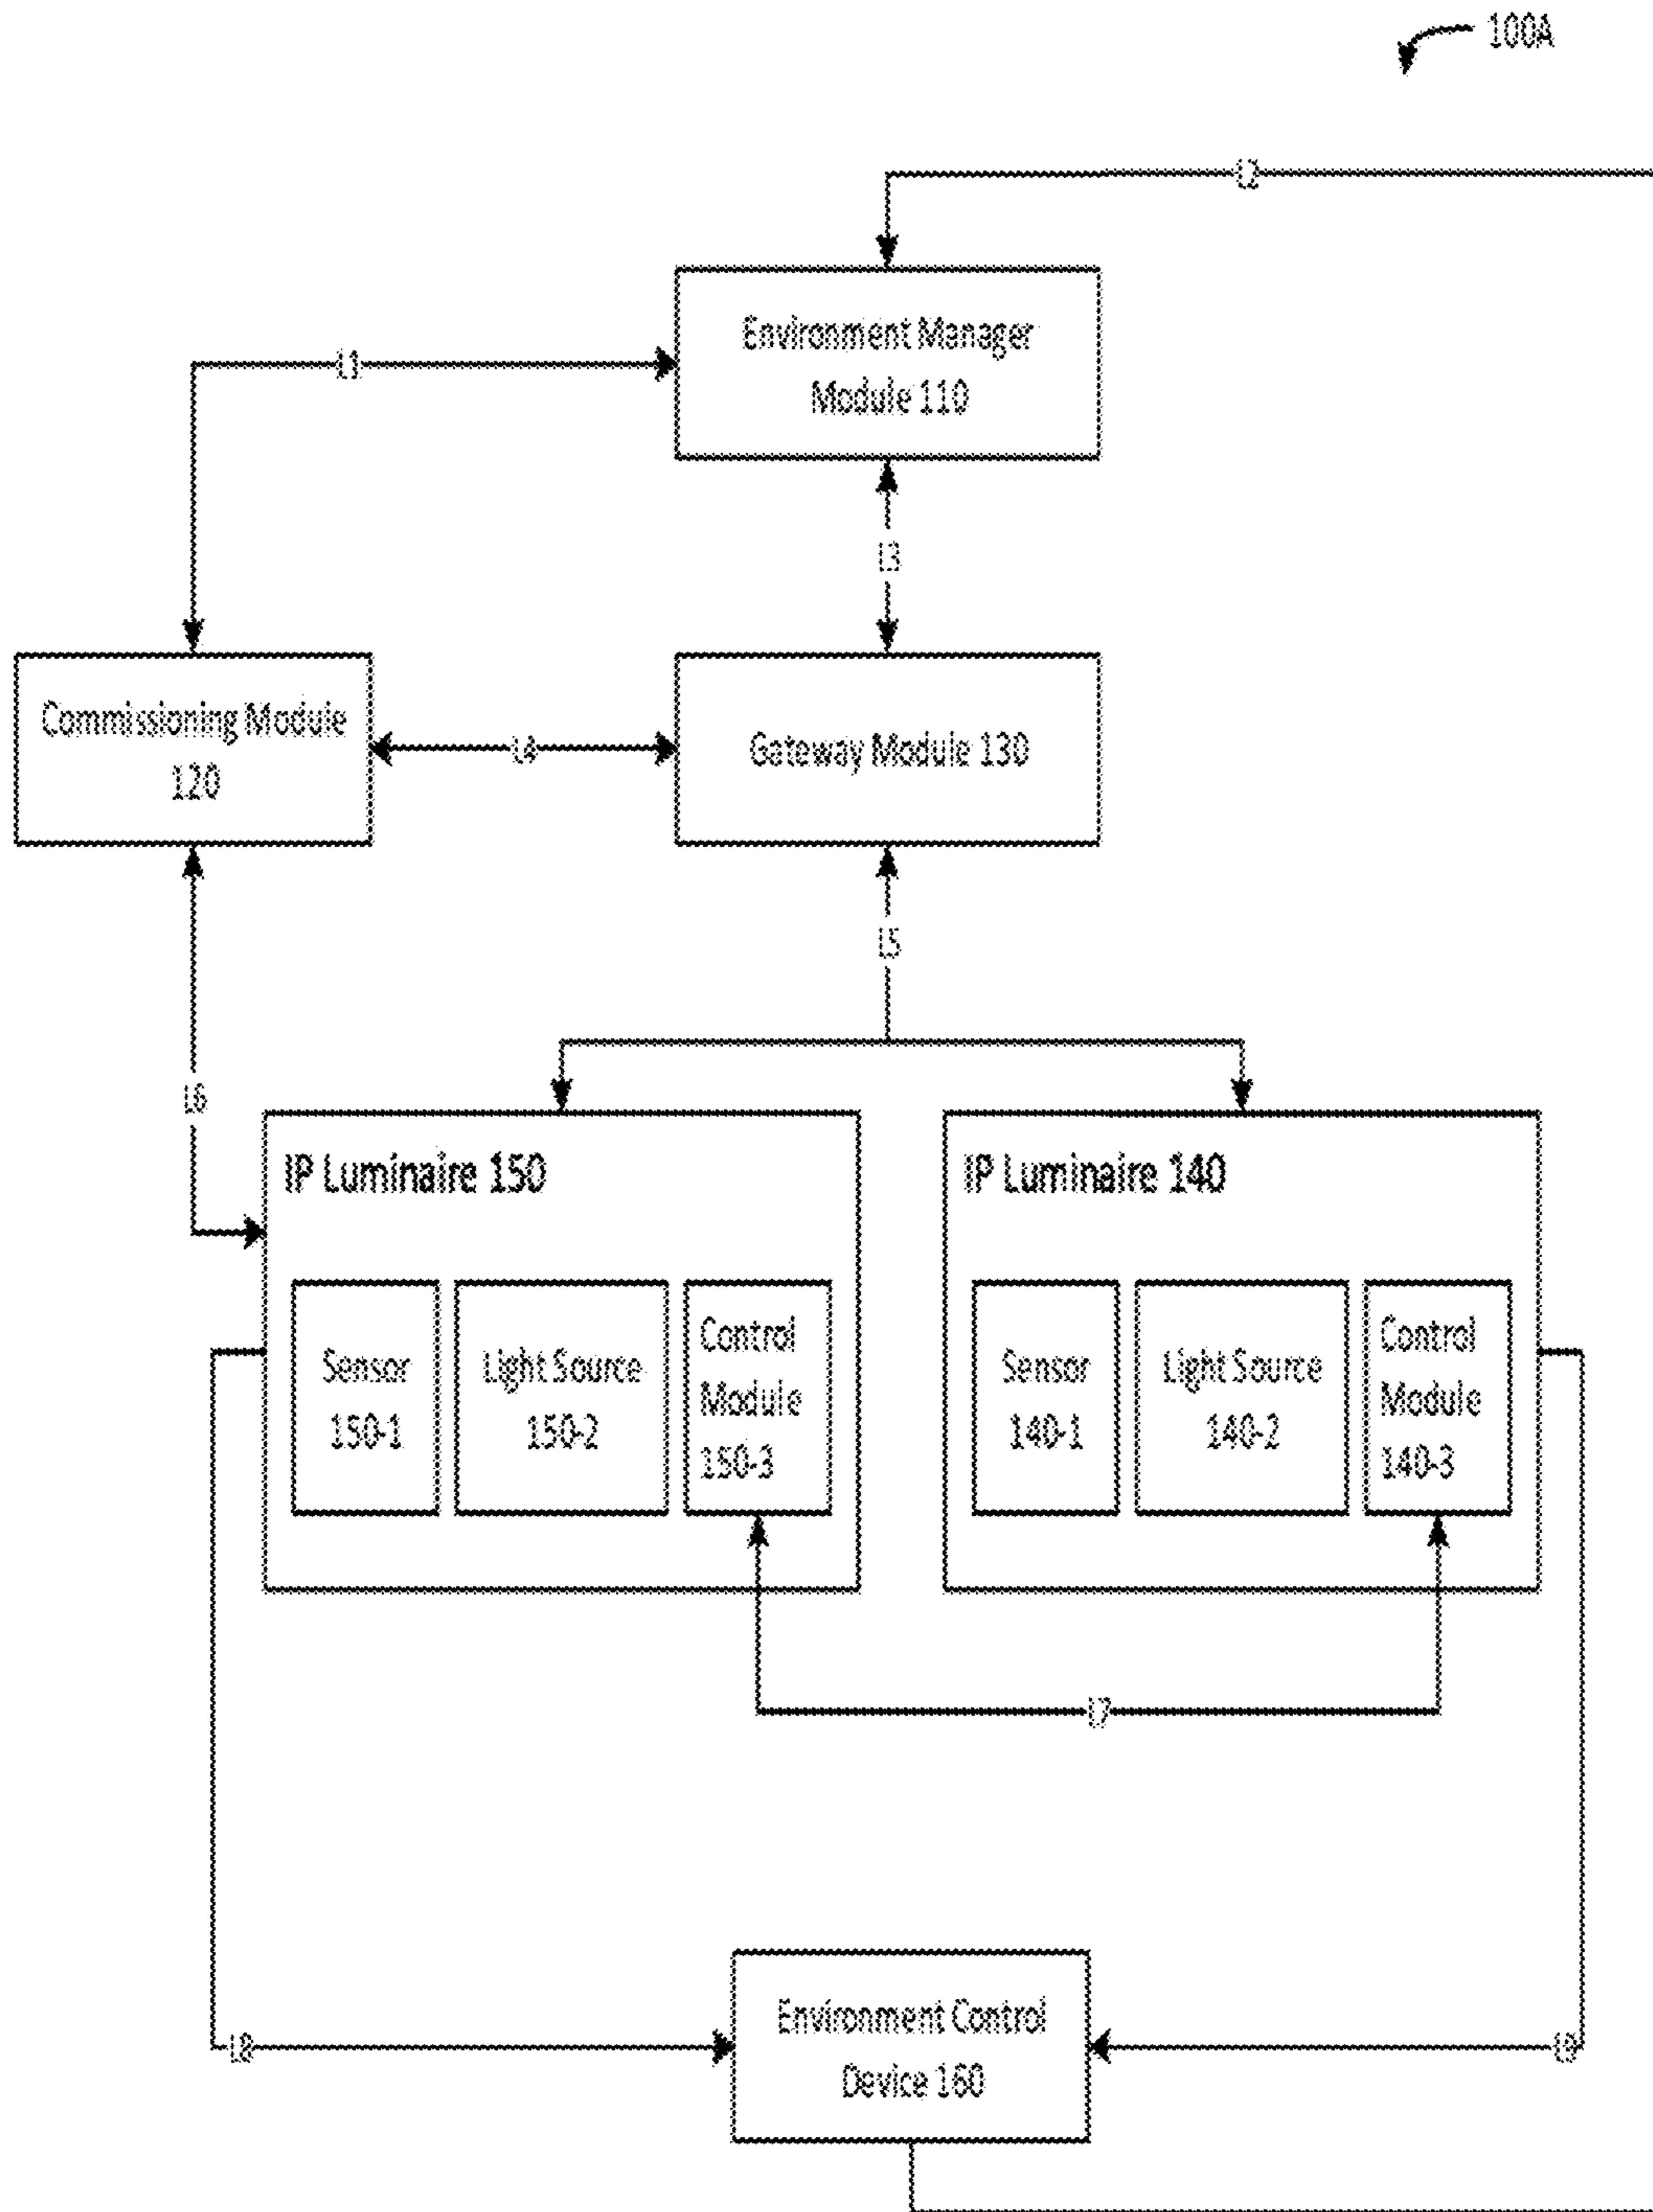 100A
L2
Environment Manager
Module 110
L1
L3
Commissioning Module
120
L4
Gateway Module 130
L5
L6
IP Luminaire 150
IP Luminaire 140
Sensor
150-1
Light Source
150-2
Control
Module
150-3
Sensor
140-1
Light Source
140-2
Control
Module
140-3
L7
Environment Control
Device 160
L8
L9